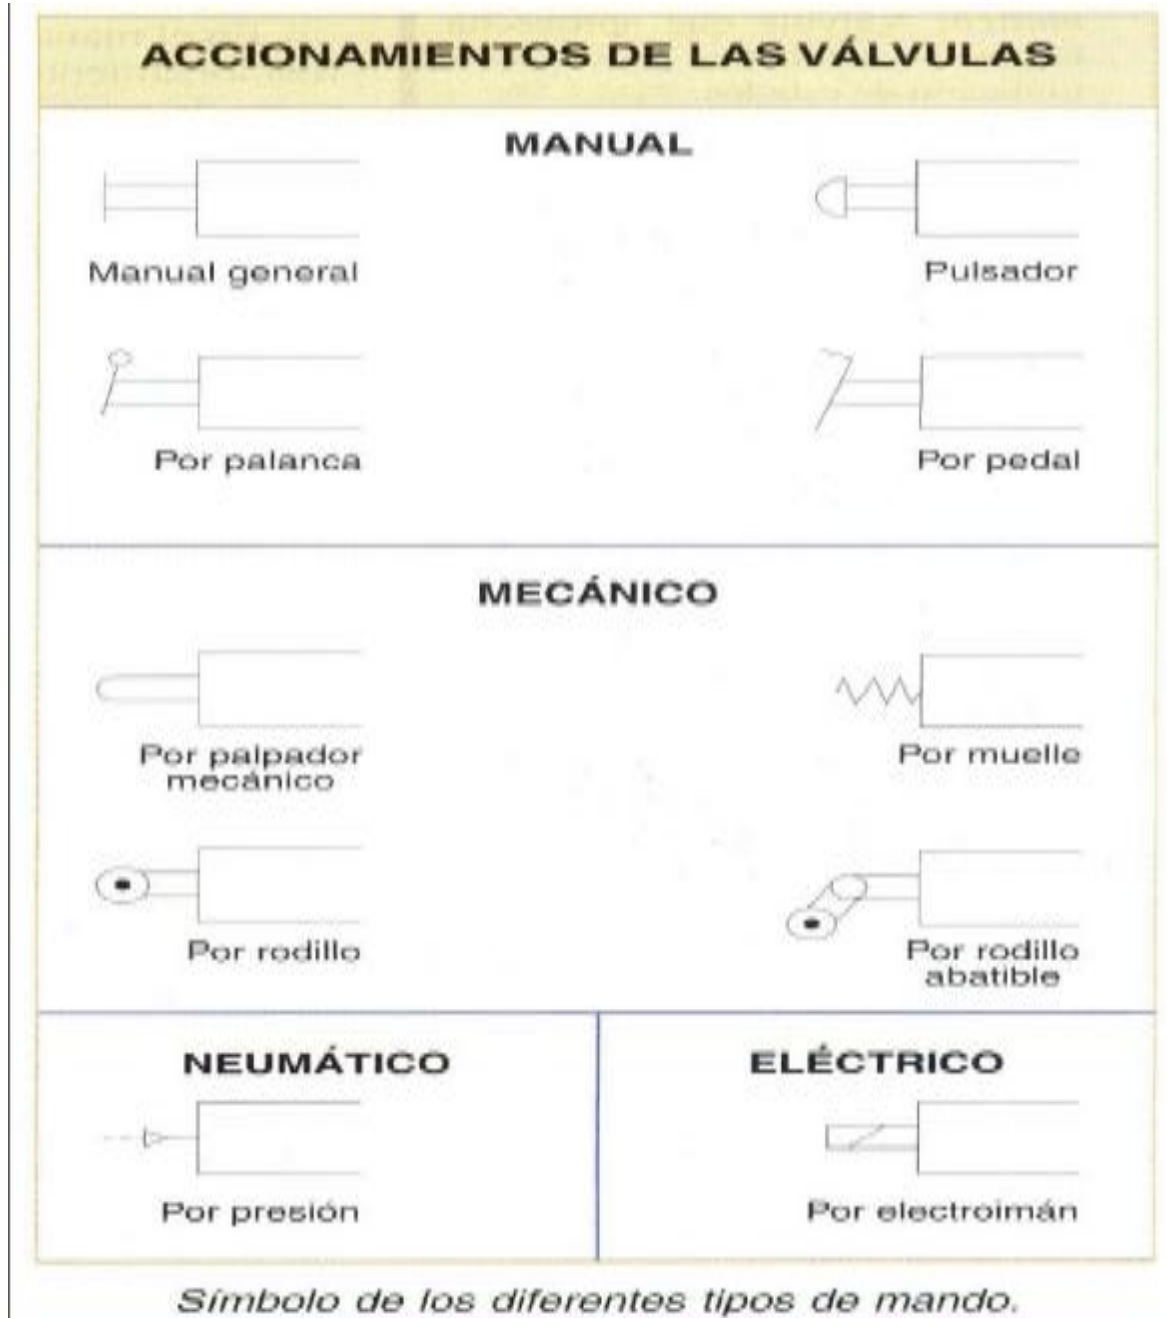 ACCIONAMIENTOS DE LAS VÁLVULAS
MANUAL
Manual general
Pulsador
Por palanca
Por pedal
MECÁNICO
Por palpador
mecánico
Por muelle
Por rodillo
Por rodillo
abatible
NEUMÁTICO
ELÉCTRICO
Por presión
Por electroimán
Símbolo de los diferentes tipos de mando.